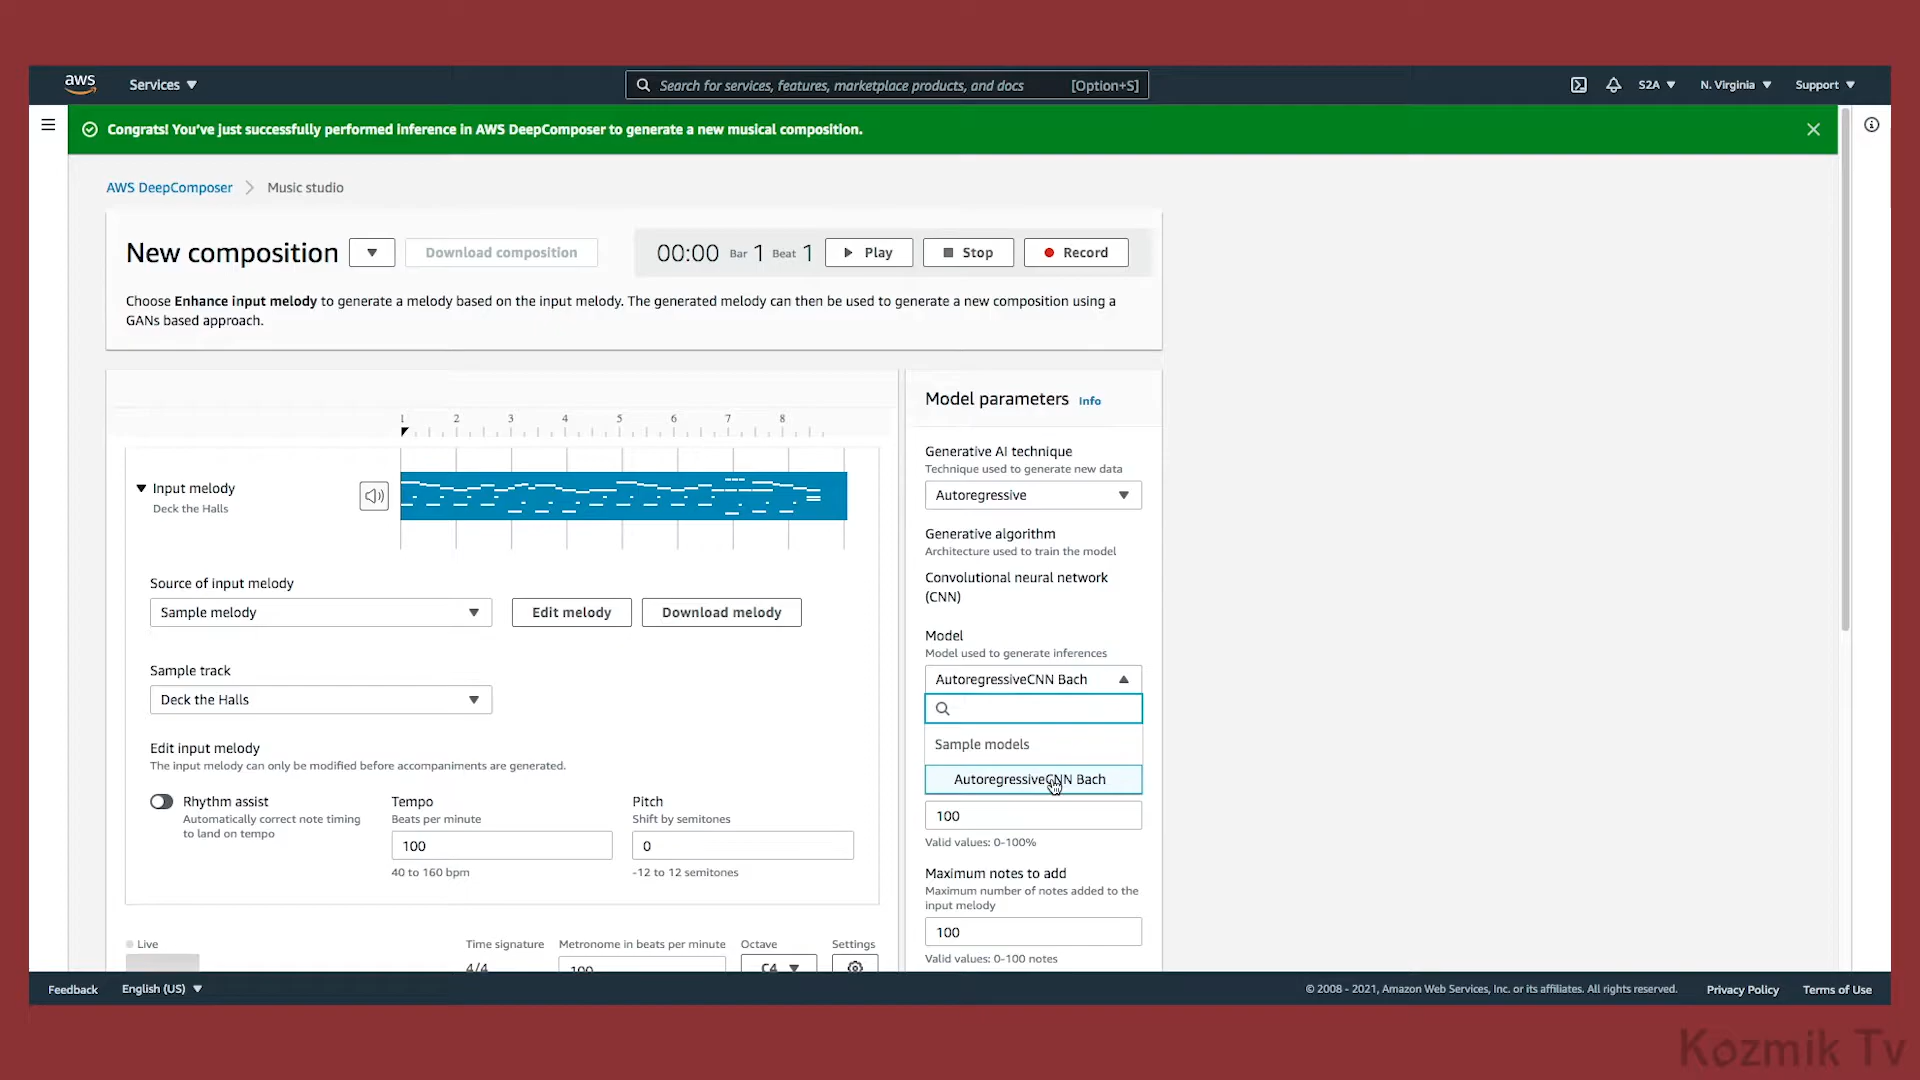 aws
Services
Search for services, features, marketplace products, and docs
[Option+S]
S2A
N. Virginia
Support
Congrats! You've just successfully performed inference in AWS DeepComposer to generate a new musical composition.
AWS DeepComposer
Music studio
New composition
Download composition
00:00 Bar 1 Beat 1
Play
Stop
Record
Choose Enhance input melody to generate a melody based on the input melody. The generated melody can then be used to generate a new composition using a
GANs based approach.
1 2 3 4 5 6 7 8
Input melody
Deck the Halls
Source of input melody
Sample melody
Edit melody
Download melody
Sample track
Deck the Halls
Edit input melody
The input melody can only be modified before accompaniments are generated.
Rhythm assist
Automatically correct note timing
to land on tempo
Tempo
Beats per minute
100
40 to 160 bpm
Pitch
Shift by semitones
0
-12 to 12 semitones
Live
Time signature
4/4
Metronome in beats per minute
100
Octave
C4
Settings
Model parameters Info
Generative AI technique
Technique used to generate new data
Autoregressive
Generative algorithm
Architecture used to train the model
Convolutional neural network
(CNN)
Model
Model used to generate inferences
AutoregressiveCNN Bach
Sample models
AutoregressiveCNN Bach
100
Valid values: 0-100%
Maximum notes to add
Maximum number of notes added to the
input melody
100
Valid values: 0-100 notes
Feedback
English (US)
© 2008 - 2021, Amazon Web Services, Inc. or its affiliates. All rights reserved.
Privacy Policy
Terms of Use
Kozmik Tv